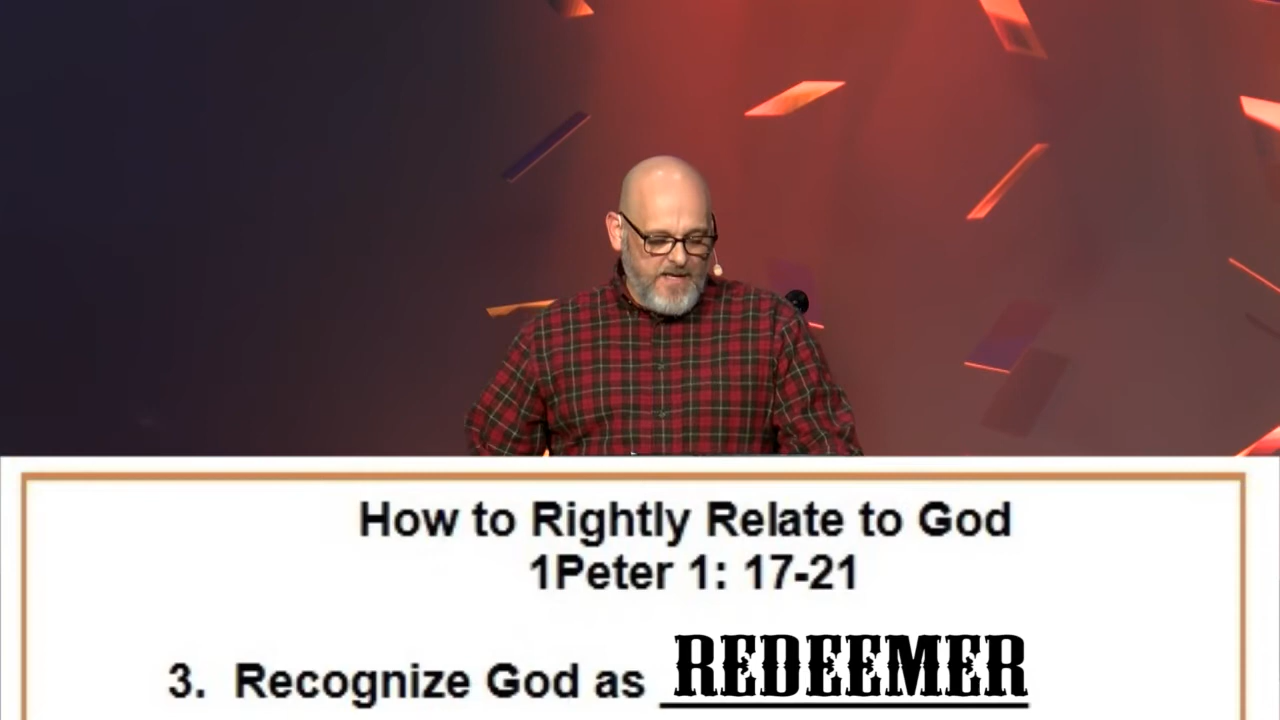 How to Rightly Relate to God
1Peter 1: 17-21
3. Recognize God as REDEEMER